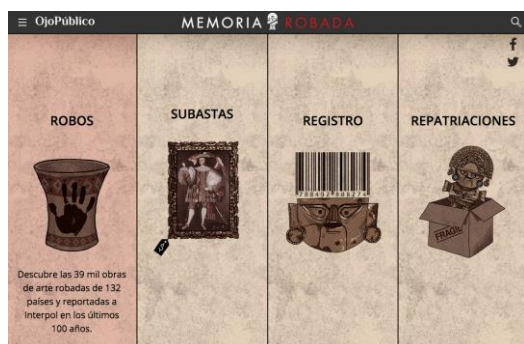 OjoPúblico
MEMORIA ROBADA
ROBOS
SUBASTAS
REGISTRO
REPATRIACIONES
FRAGIL
Descubre las 39 mil obras
de arte robadas de 132
países y reportadas a
Interpol en los últimos
100 años.